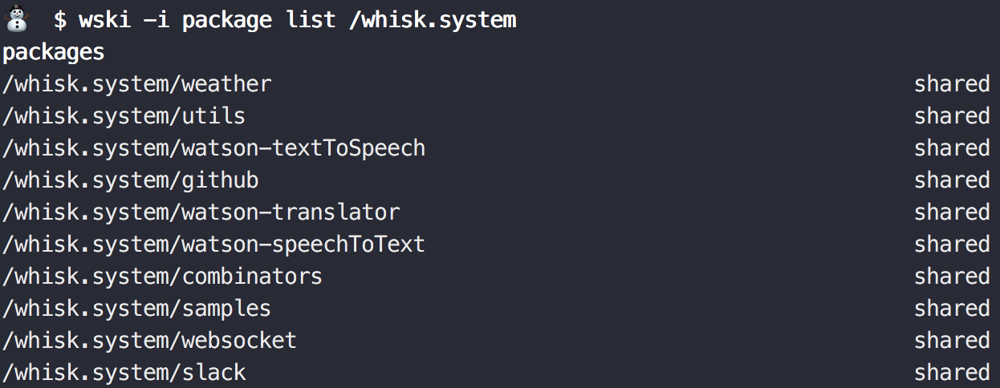 $ wski -i package list /whisk.system
packages
/whisk.system/weather shared
/whisk.system/utils shared
/whisk.system/watson-textToSpeech shared
/whisk.system/github shared
/whisk.system/watson-translator shared
/whisk.system/watson-speechToText shared
/whisk.system/combinators shared
/whisk.system/samples shared
/whisk.system/websocket shared
/whisk.system/slack shared